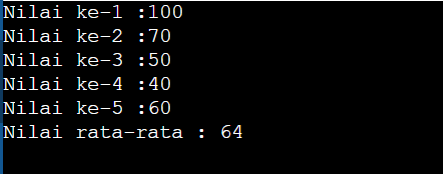 Nilai ke-1 :100
Nilai ke-2 :70
Nilai ke-3 :50
Nilai ke-4 :40
Nilai ke-5 :60
Nilai rata-rata : 64